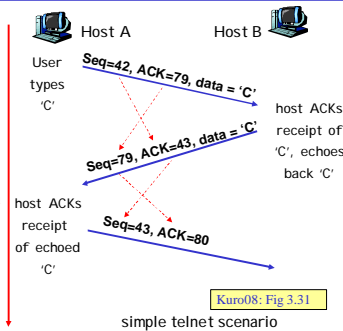 Host A
Host B
User
types
‘C’
Seq=42, ACK=79, data = ‘C’
host ACKs
receipt of
‘C’, echoes
back ‘C’
Seq=79, ACK=43, data = ‘C’
host ACKs
receipt
of echoed
‘C’
Seq=43, ACK=80
Kuro08: Fig 3.31
simple telnet scenario